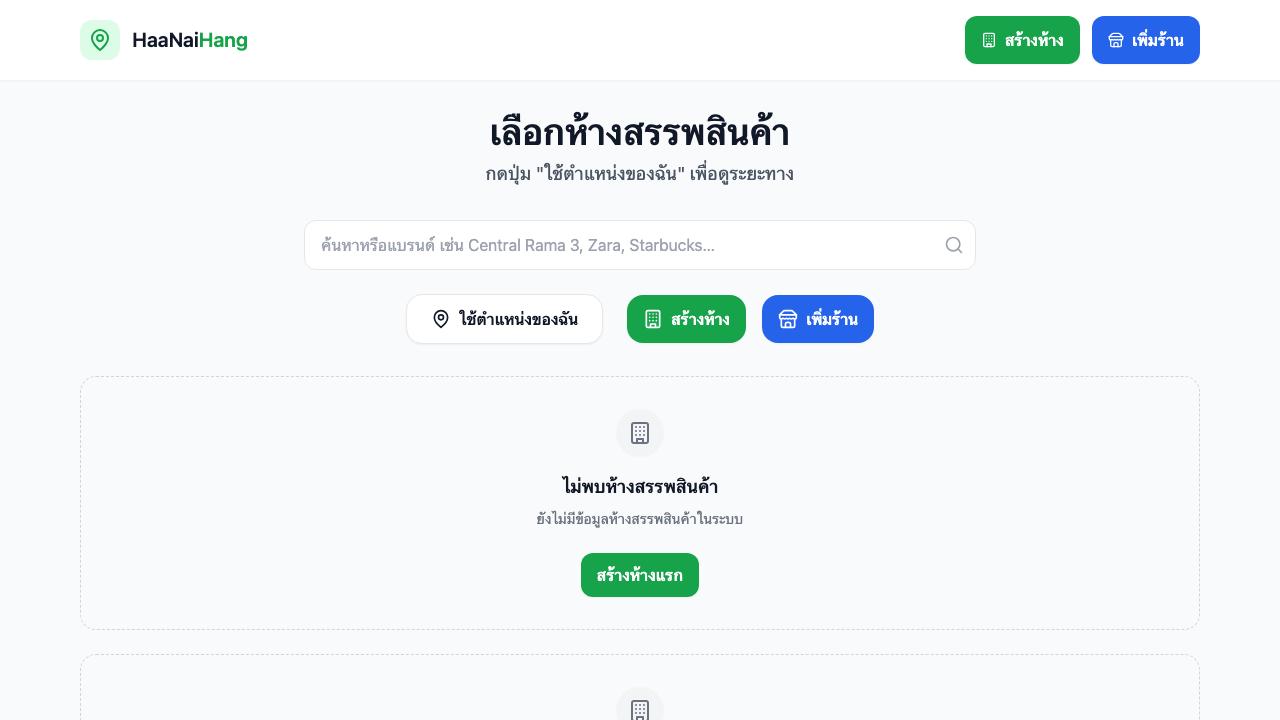 HaaNaiHang
สร้างห้าง
เพิ่มร้าน
เลือกห้างสรรพสินค้า
กดปุ่ม "ใช้ตำแหน่งของฉัน" เพื่อดูระยะทาง
ค้นหาหรือแบรนด์ เช่น Central Rama 3, Zara, Starbucks...
ใช้ตำแหน่งของฉัน
สร้างห้าง
เพิ่มร้าน
ไม่พบห้างสรรพสินค้า
ยังไม่มีข้อมูลห้างสรรพสินค้าในระบบ
สร้างห้างแรก